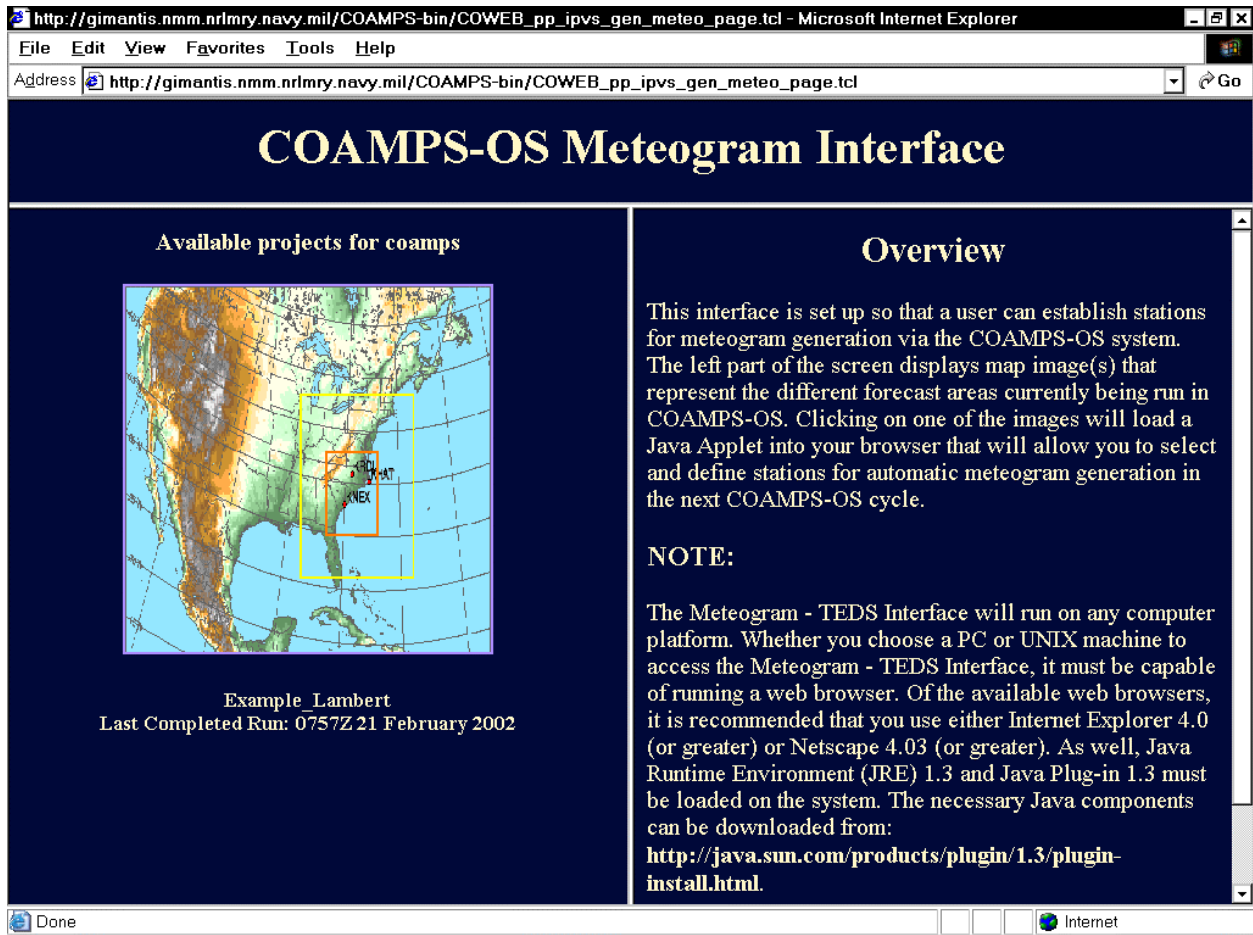 http://gimantis.nmm.nrlmry.navy.mil/COAMPS-bin/COWEB_pp_ipvs_gen_meteo_page.tcl - Microsoft Internet Explorer
File Edit View Favorites Tools Help
Address http://gimantis.nmm.nrlmry.navy.mil/COAMPS-bin/COWEB_pp_ipvs_gen_meteo_page.tcl Go
COAMPS-OS Meteogram Interface
Available projects for coamps
KRDU
KHAT
KNEX
Example_Lambert
Last Completed Run: 0757Z 21 February 2002
Overview
This interface is set up so that a user can establish stations
for meteogram generation via the COAMPS-OS system.
The left part of the screen displays map image(s) that
represent the different forecast areas currently being run in
COAMPS-OS. Clicking on one of the images will load a
Java Applet into your browser that will allow you to select
and define stations for automatic meteogram generation in
the next COAMPS-OS cycle.
NOTE:
The Meteogram - TEDS Interface will run on any computer
platform. Whether you choose a PC or UNIX machine to
access the Meteogram - TEDS Interface, it must be capable
of running a web browser. Of the available web browsers,
it is recommended that you use either Internet Explorer 4.0
(or greater) or Netscape 4.03 (or greater). As well, Java
Runtime Environment (JRE) 1.3 and Java Plug-in 1.3 must
be loaded on the system. The necessary Java components
can be downloaded from:
http://java.sun.com/products/plugin/1.3/plugin-
install.html.
Done
Internet